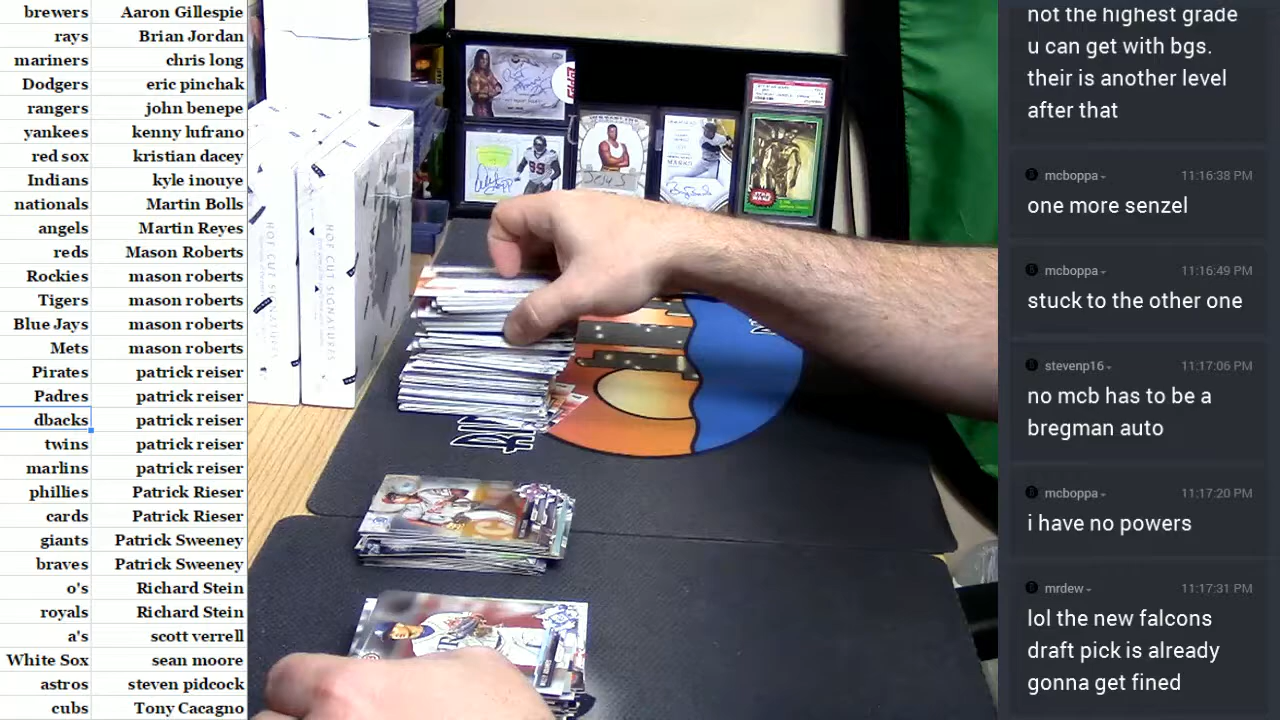 brewers Aaron Gillespie
rays Brian Jordan
mariners chris long
Dodgers eric pinchak
rangers john benepe
yankees kenny lufrano
red sox kristian dacey
Indians kyle inouye
nationals Martin Bolls
angels Martin Reyes
reds Mason Roberts
Rockies mason roberts
Tigers mason roberts
Blue Jays mason roberts
Mets mason roberts
Pirates patrick reiser
Padres patrick reiser
dbacks patrick reiser
twins patrick reiser
marlins patrick reiser
phillies Patrick Rieser
cards Patrick Rieser
giants Patrick Sweeney
braves Patrick Sweeney
o's Richard Stein
royals Richard Stein
a's scott verrell
White Sox sean moore
astros steven pidcock
cubs Tony Cacagno
HOF CUT SIGNATURES
HOF CUT SIGNATURES
99
STAR
WARS
not the highest grade
u can get with bgs.
their is another level
after that
mcboppa 11:16:38 PM
one more senzel
mcboppa 11:16:49 PM
stuck to the other one
stevenp16 11:17:06 PM
no mcb has to be a
bregman auto
mcboppa 11:17:20 PM
i have no powers
mrdew 11:17:31 PM
lol the new falcons
draft pick is already
gonna get fined